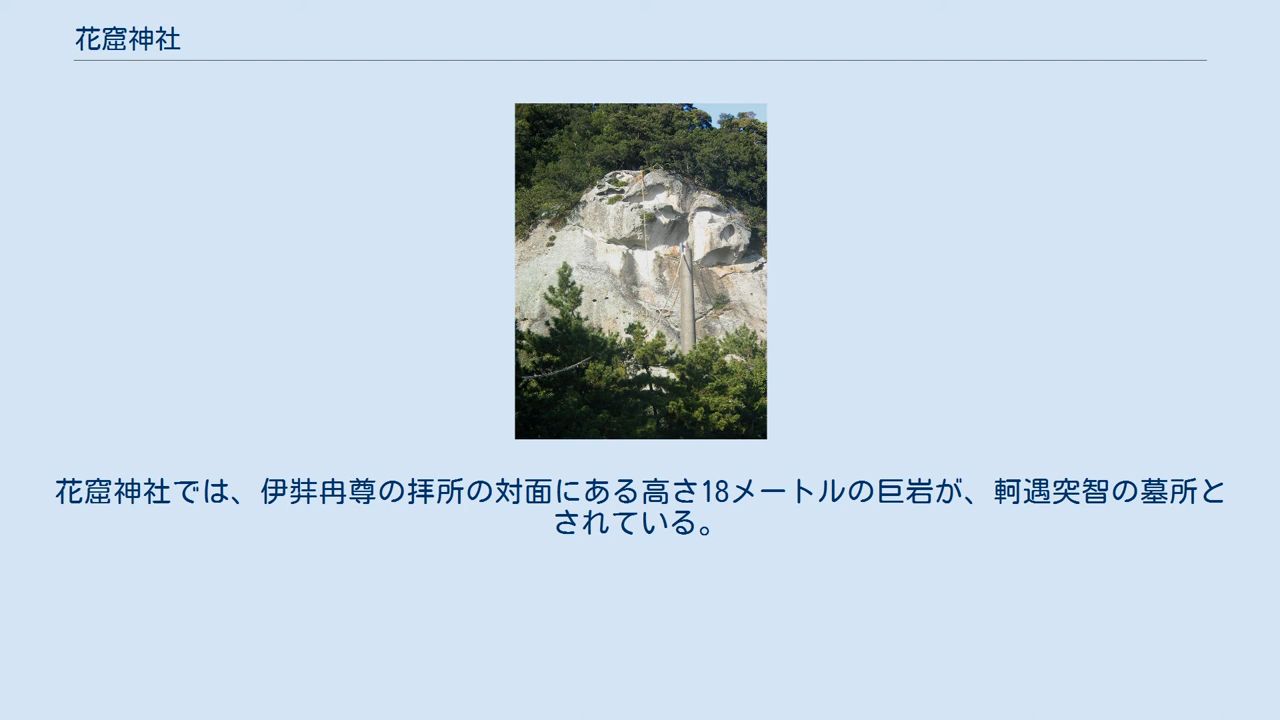 花窟神社
花窟神社では、伊弉冉尊の拝所の対面にある高さ18メートルの巨岩が、軻遇突智の墓所と
されている。